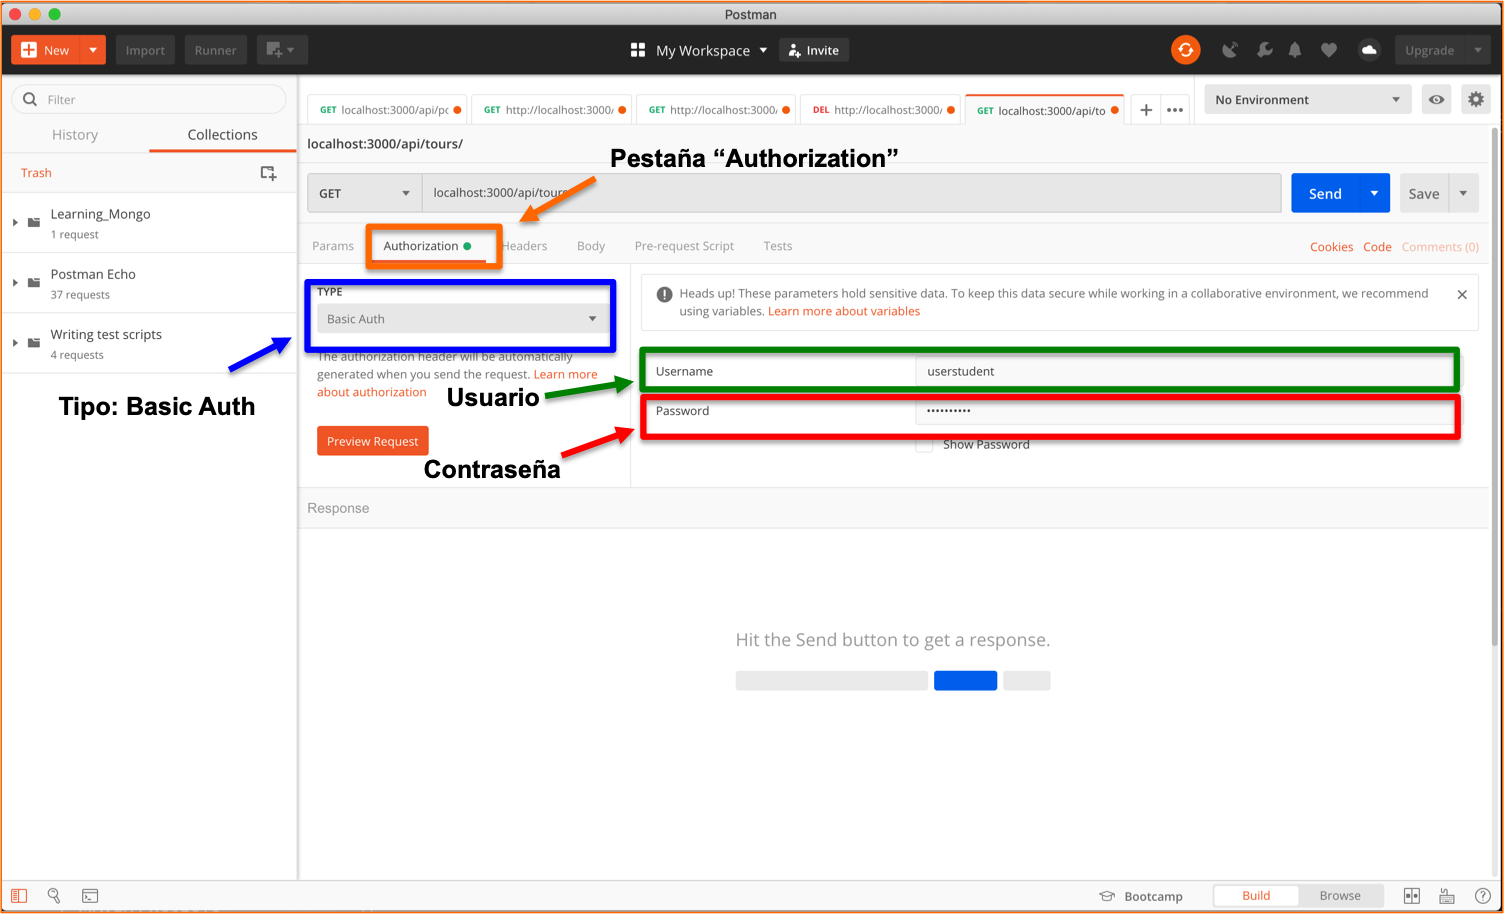 Postman
New
Import
Runner
My Workspace
Invite
Upgrade
Filter
History
Collections
Trash
Learning_Mongo
1 request
Postman Echo
37 requests
Writing test scripts
4 requests
GET localhost:3000/api/pc
GET http://localhost:3000/
GET http://localhost:3000/
DEL http://localhost:3000/
GET localhost:3000/api/to
No Environment
localhost:3000/api/tours/
Pestaña “Authorization”
GET
localhost:3000/api/tours
Send
Save
Params
Authorization
Headers
Body
Pre-request Script
Tests
Cookies
Code
Comments (0)
TYPE
Basic Auth
The authorization header will be automatically
generated when you send the request. Learn more
about authorization
Preview Request
Tipo: Basic Auth
Heads up! These parameters hold sensitive data. To keep this data secure while working in a collaborative environment, we recommend
using variables. Learn more about variables
Username
userstudent
Usuario
Password
••••••••••
Show Password
Contraseña
Response
Hit the Send button to get a response.
Bootcamp
Build
Browse